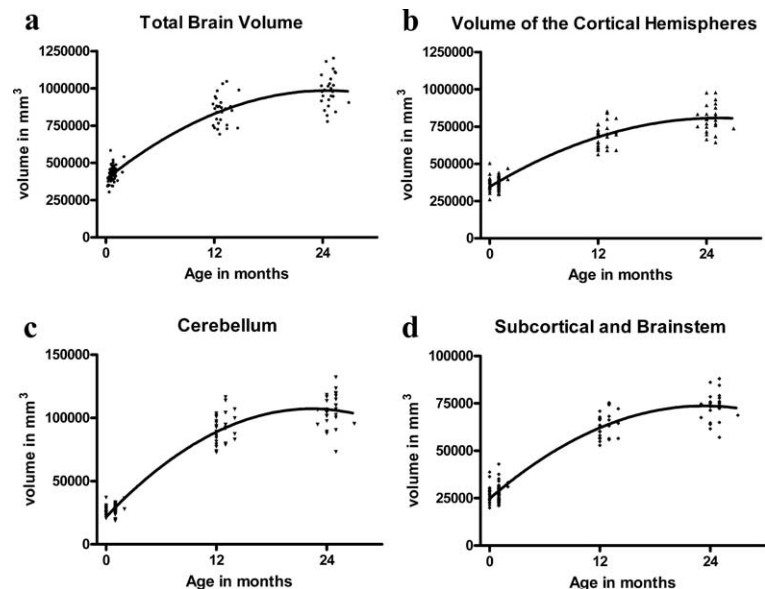 a
Total Brain Volume
volume in mm³
1250000
1000000
750000
500000
250000
0
0 12 24
Age in months
b
Volume of the Cortical Hemispheres
volume in mm³
1250000
1000000
750000
500000
250000
0
0 12 24
Age in months
c
Cerebellum
volume in mm³
150000
100000
50000
0
0 12 24
Age in months
d
Subcortical and Brainstem
volume in mm³
100000
75000
50000
25000
0
0 12 24
Age in months